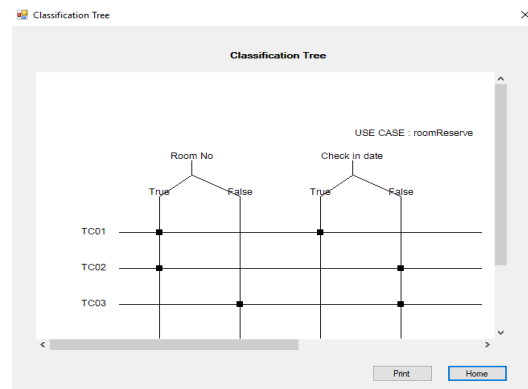 Classification Tree
Classification Tree
USE CASE : roomReserve
Room No Check in date
True False True False
TC01
TC02
TC03
Print Home